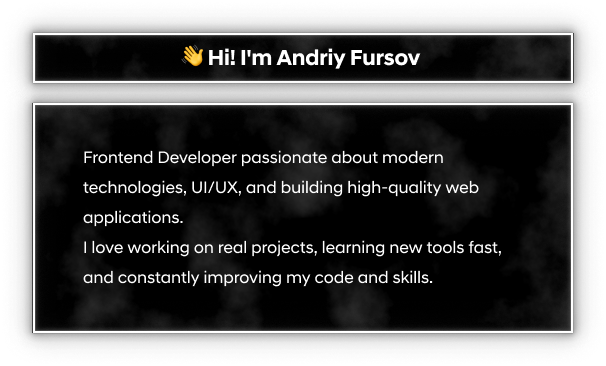 👋 Hi! I'm Andriy Fursov
Frontend Developer passionate about modern
technologies, UI/UX, and building high-quality web
applications.
I love working on real projects, learning new tools fast,
and constantly improving my code and skills.